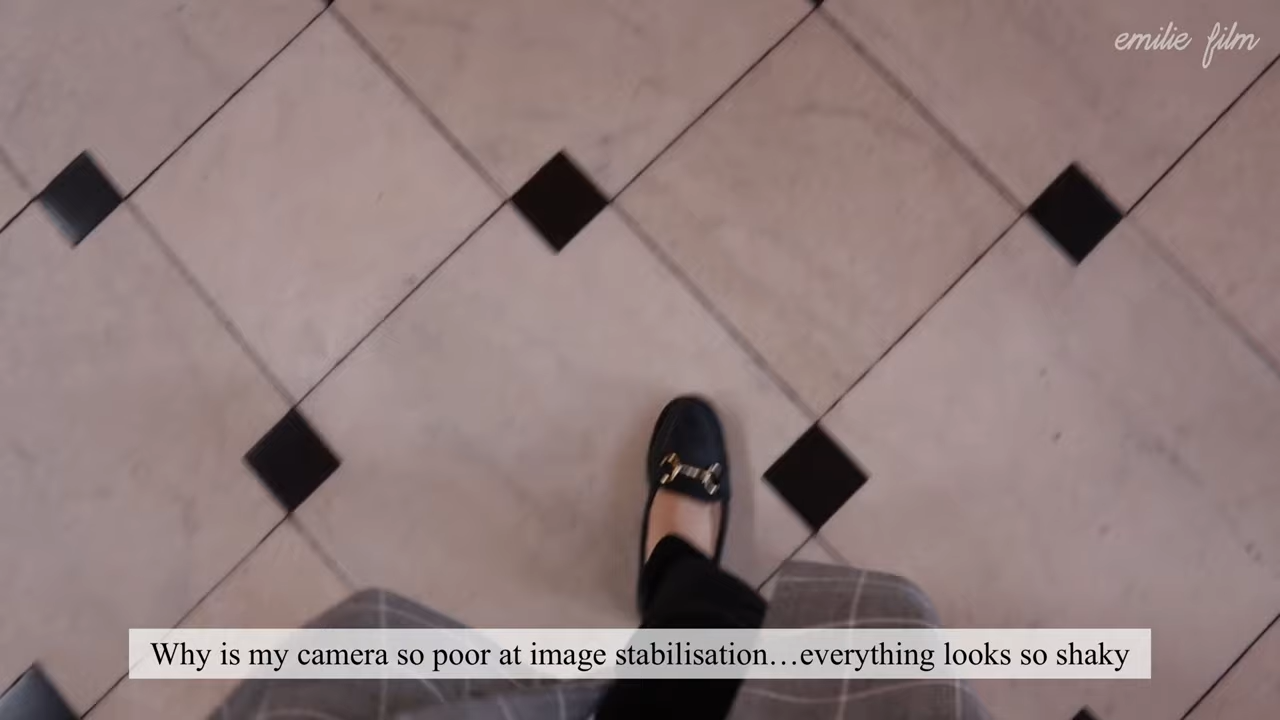 emilie film
Why is my camera so poor at image stabilisation…everything looks so shaky